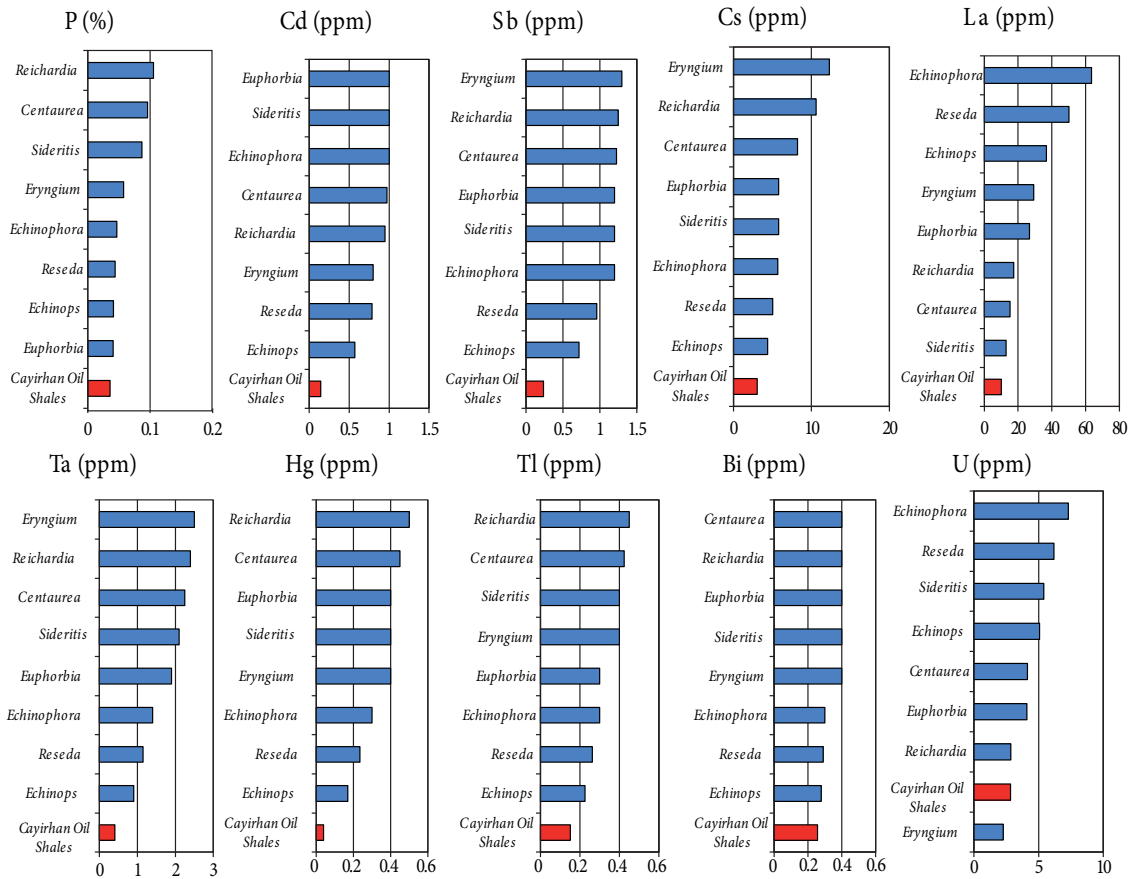 P (%)
Reichardia
Centaurea
Sideritis
Eryngium
Echinophora
Reseda
Echinops
Euphorbia
Cayirhan Oil
Shales
0 0.1 0.2
Cd (ppm)
Euphorbia
Sideritis
Echinophora
Centaurea
Reichardia
Eryngium
Reseda
Echinops
Cayirhan Oil
Shales
0 0.5 1 1.5
Sb (ppm)
Eryngium
Reichardia
Centaurea
Euphorbia
Sideritis
Echinophora
Reseda
Echinops
Cayirhan Oil
Shales
0 0.5 1 1.5
Cs (ppm)
Eryngium
Reichardia
Centaurea
Euphorbia
Sideritis
Echinophora
Reseda
Echinops
Cayirhan Oil
Shales
0 10 20
La (ppm)
Echinophora
Reseda
Echinops
Eryngium
Euphorbia
Reichardia
Centaurea
Sideritis
Cayirhan Oil
Shales
0 20 40 60 80
Ta (ppm)
Eryngium
Reichardia
Centaurea
Sideritis
Euphorbia
Echinophora
Reseda
Echinops
Cayirhan Oil
Shales
0 1 2 3
Hg (ppm)
Reichardia
Centaurea
Euphorbia
Sideritis
Eryngium
Echinophora
Reseda
Echinops
Cayirhan Oil
Shales
0 0.2 0.4 0.6
Tl (ppm)
Reichardia
Centaurea
Sideritis
Eryngium
Euphorbia
Echinophora
Reseda
Echinops
Cayirhan Oil
Shales
0 0.2 0.4 0.6
Bi (ppm)
Centaurea
Reichardia
Euphorbia
Sideritis
Eryngium
Echinophora
Reseda
Echinops
Cayirhan Oil
Shales
0 0.2 0.4 0.6
U (ppm)
Echinophora
Reseda
Sideritis
Echinops
Centaurea
Euphorbia
Reichardia
Cayirhan Oil
Shales
Eryngium
0 5 10